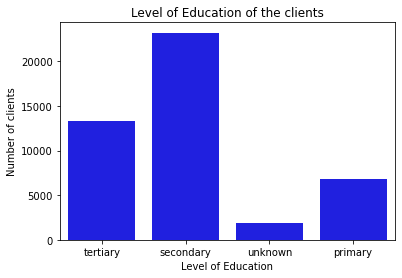 Level of Education of the clients
Number of clients
20000
15000
10000
5000
0
tertiary secondary unknown primary
Level of Education